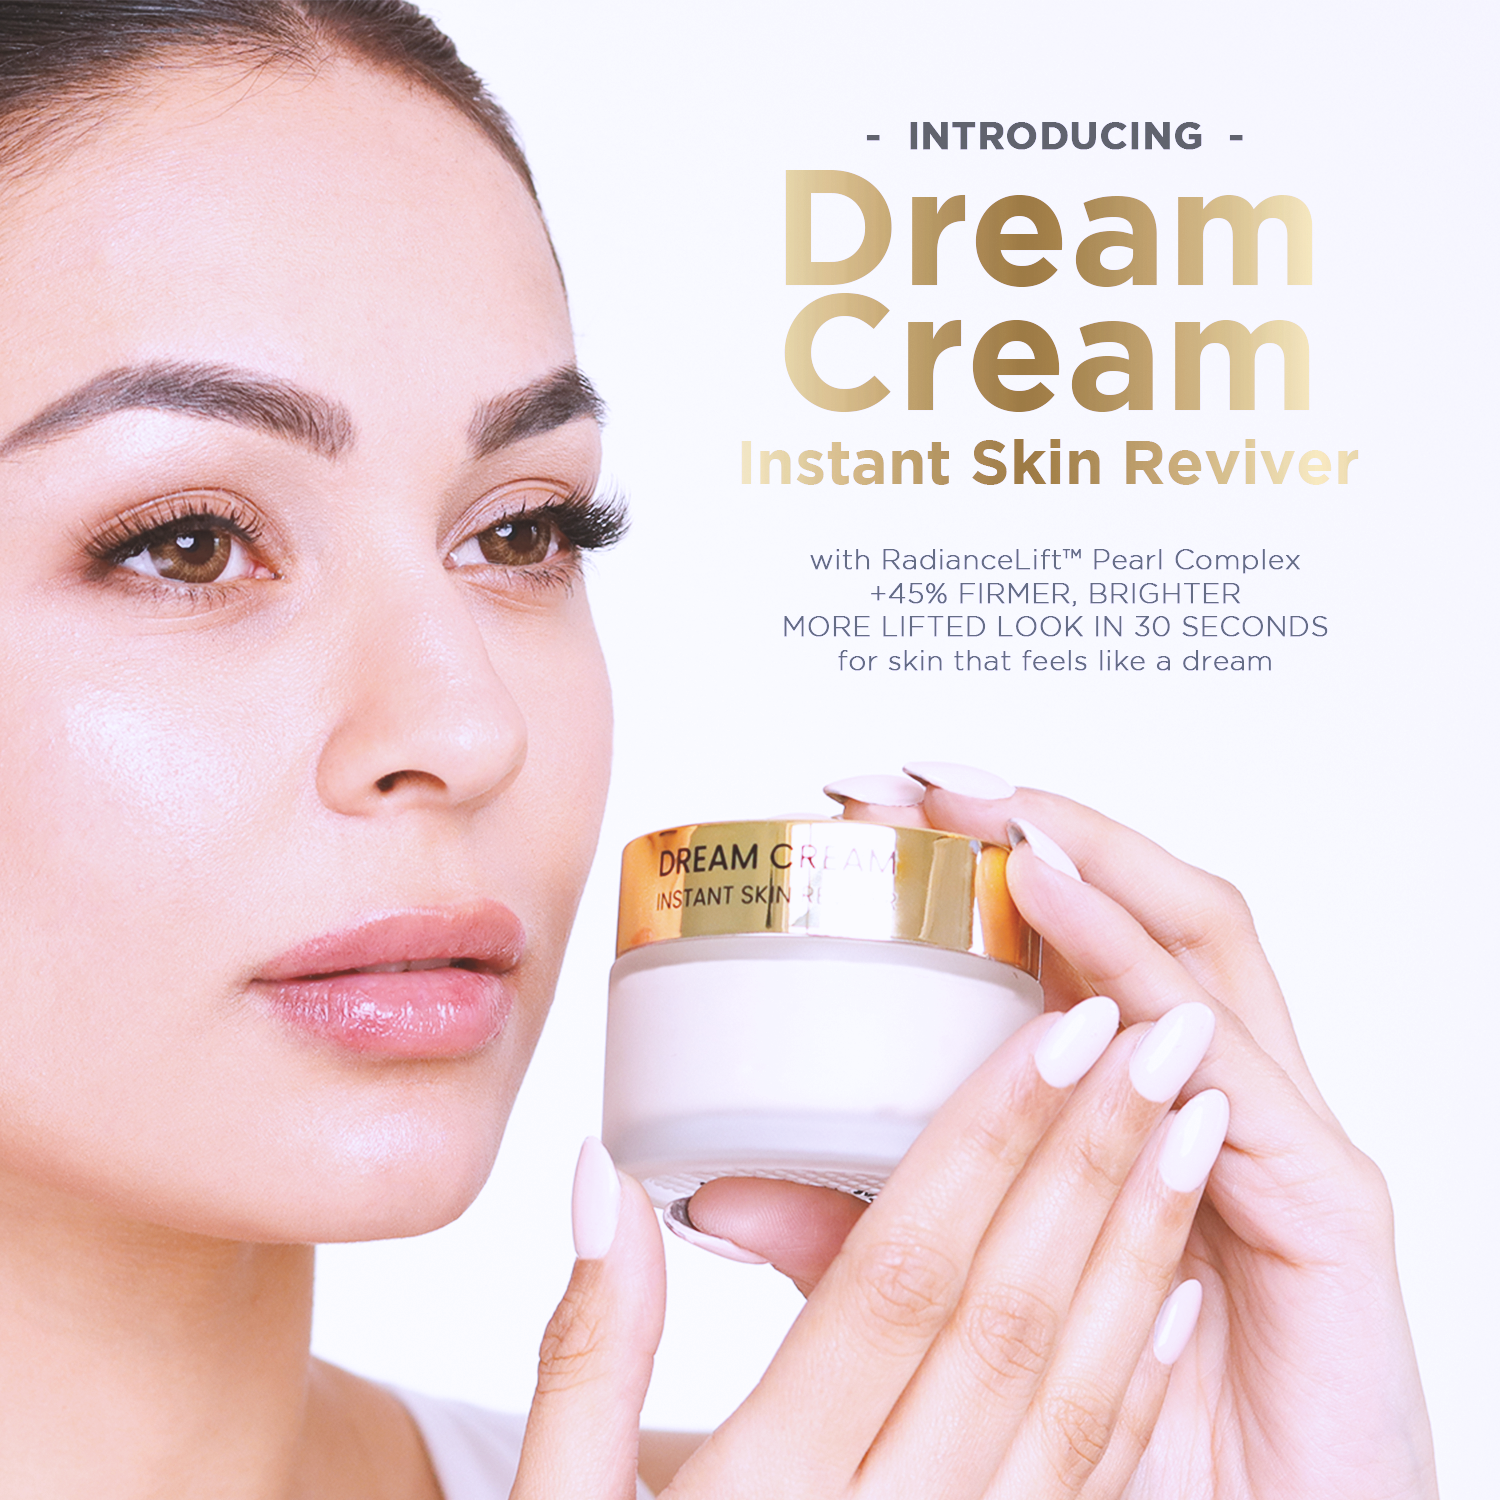 - INTRODUCING -
Dream
Cream
Instant Skin Reviver
with RadianceLift™ Pearl Complex
+45% FIRMER, BRIGHTER
MORE LIFTED LOOK IN 30 SECONDS
for skin that feels like a dream
DREAM CREAM
INSTANT SKIN